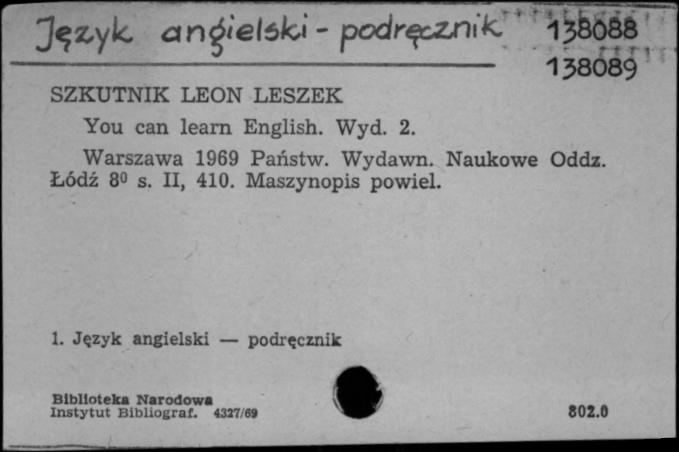 Język angielski - podręcznik 138088
138089
SZKUTNIK LEON LESZEK
You can learn English. Wyd. 2.
Warszawa 1969 Państw. Wydawn. Naukowe Oddz.
Łódź 8⁰ s. II, 410. Maszynopis powiel.
1. Język angielski — podręcznik
Biblioteka Narodowa
Instytut Bibliograf. 4327/69 802.0